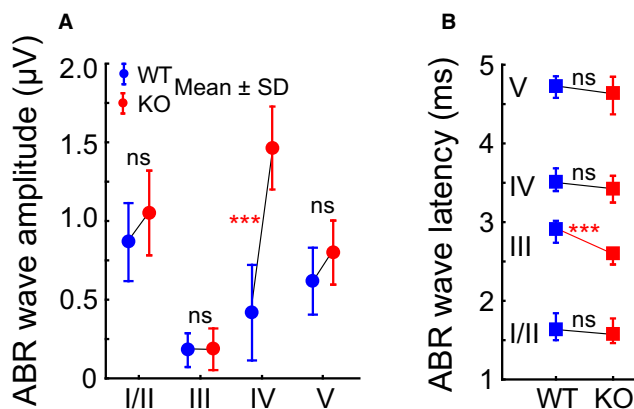 A
ABR wave amplitude (µV)
2.0
1.5
1.0
0.5
0
WT
KO
Mean ± SD
ns
ns
***
ns
I/II
III
IV
V
B
ABR wave latency (ms)
5
4
3
2
1
V
ns
IV
ns
III
***
I/II
ns
WT
KO